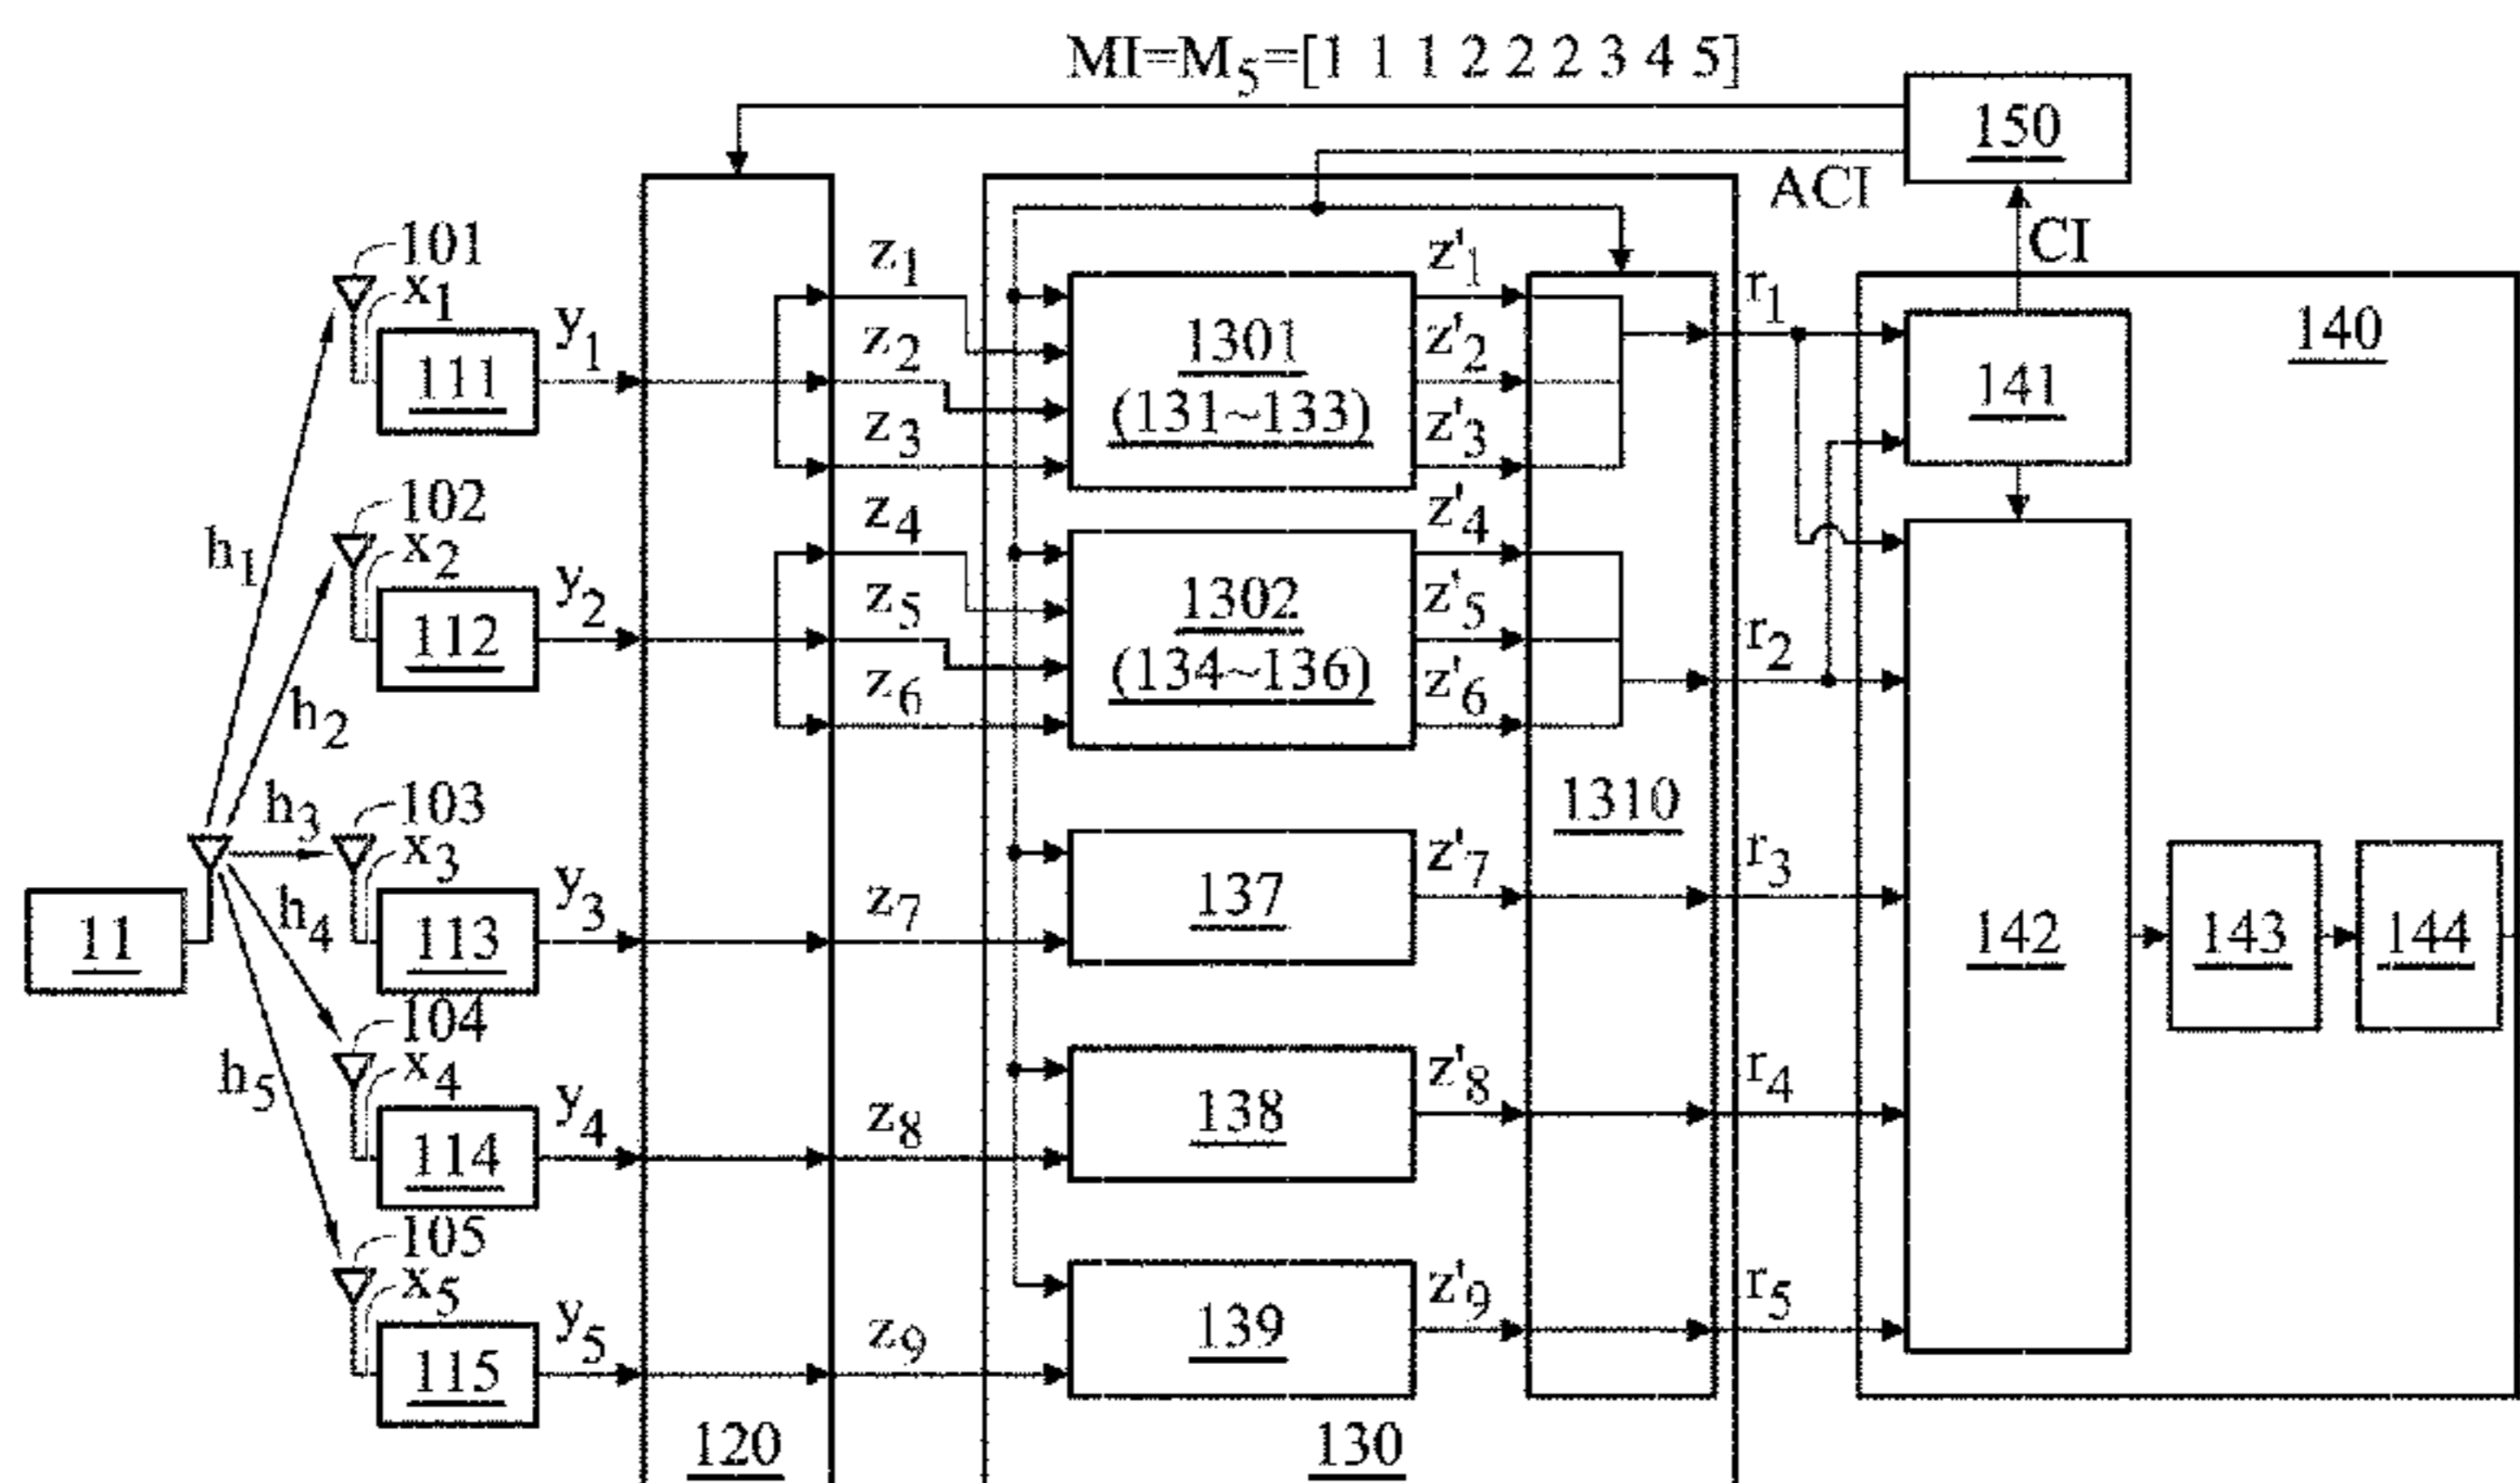 MI=M5=[1 1 1 2 2 2 3 4 5]
150
ACI
CI
101
x1
y1
111
z1
z2
z3
1301
(131~133)
z'1
z'2
z'3
r1
140
141
102
x2
y2
112
h1
h2
z4
z5
z6
1302
(134~136)
z'4
z'5
z'6
r2
1310
142
h3
103
x3
y3
113
11
h4
z7
137
z'7
r3
143
144
104
x4
y4
114
h5
z8
138
z'8
r4
105
x5
y5
115
z9
139
z'9
r5
120
130